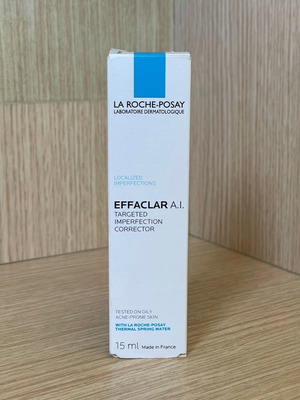 LA ROCHE-POSAY
LABORATOIRE DERMATOLOGIQUE
LOCALIZED
IMPERFECTIONS
EFFACLAR A.I.
TARGETED
IMPERFECTION
CORRECTOR
TESTED ON OILY
ACNE-PRONE SKIN
WITH LA ROCHE-POSAY
THERMAL SPRING WATER
15 ml Made in France